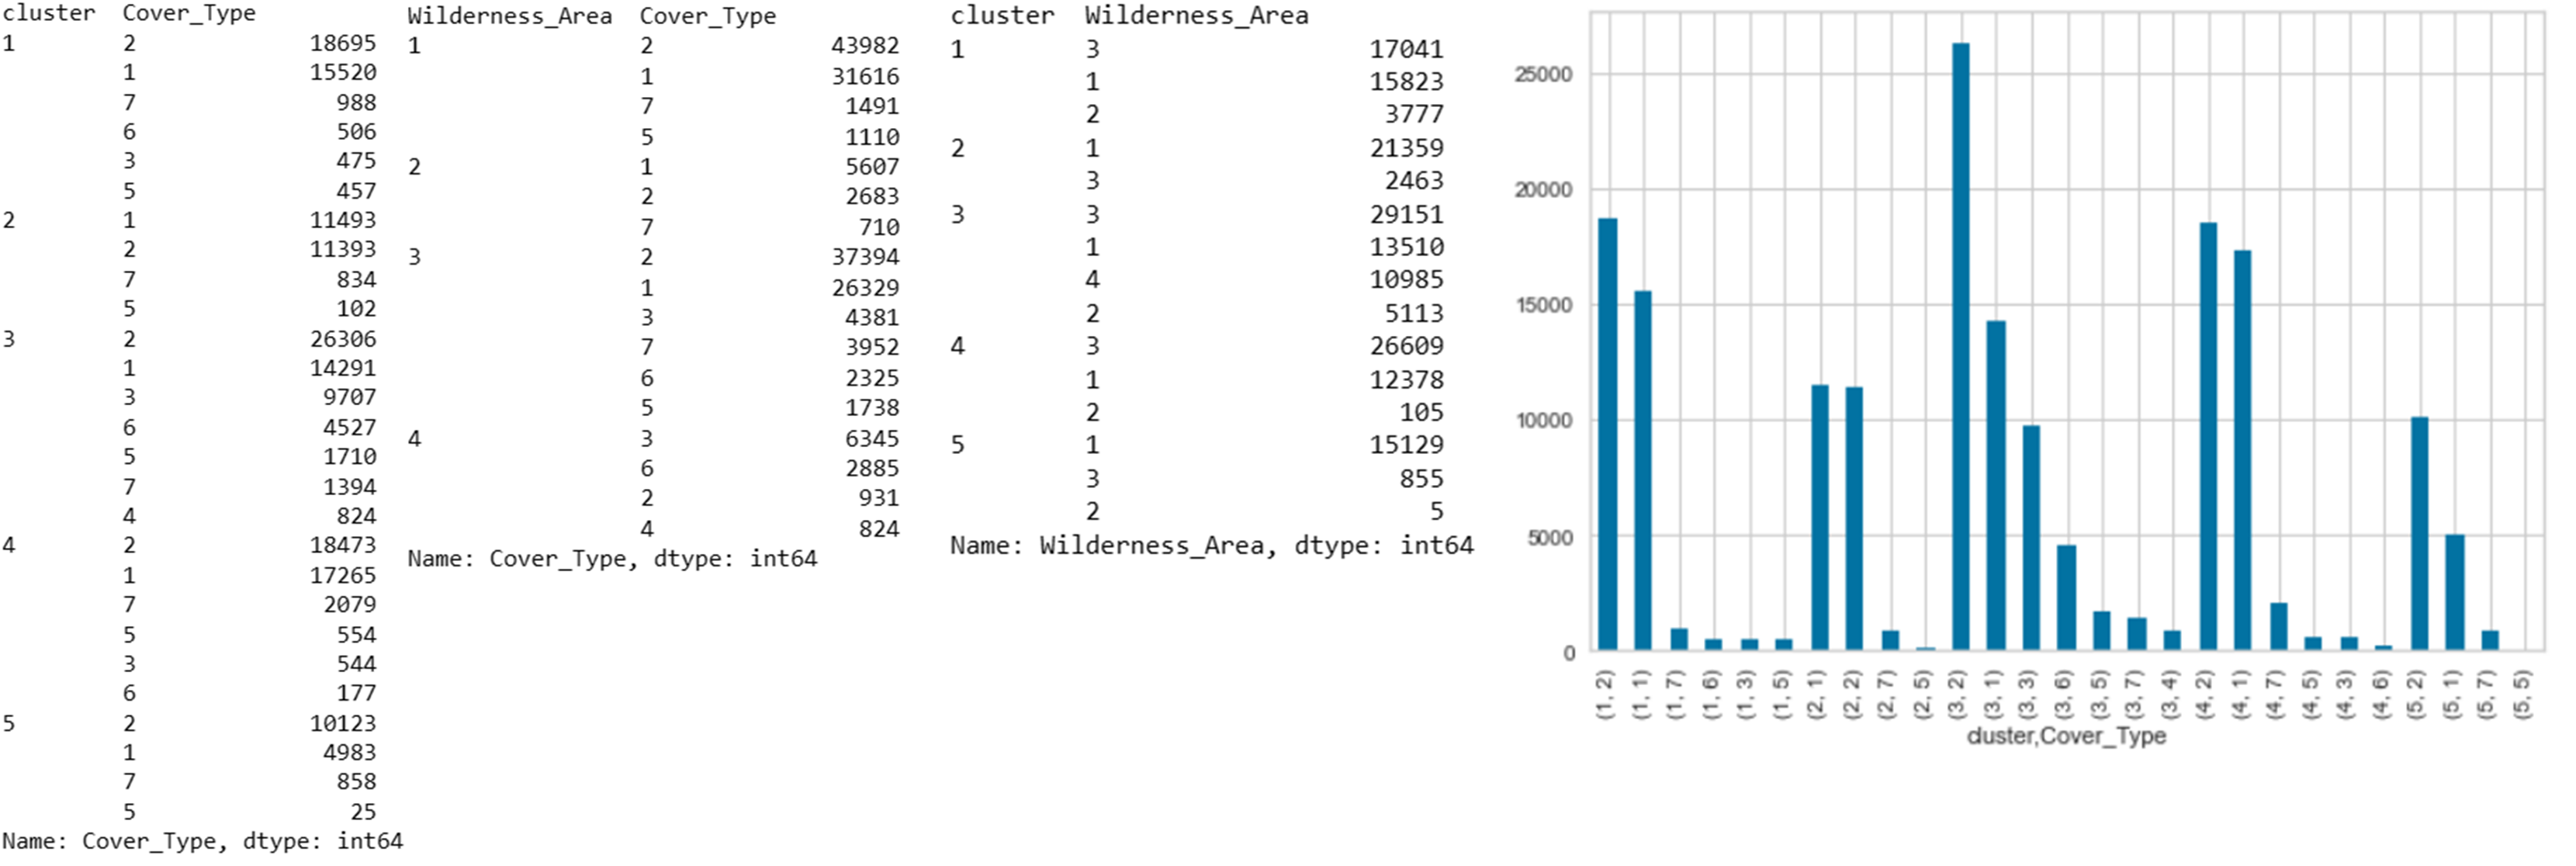 cluster Cover_Type
1 2 18695
1 15520
7 988
6 506
3 475
5 457
2 1 11493
2 11393
7 834
5 102
3 2 26306
1 14291
3 9707
6 4527
5 1710
7 1394
4 824
4 2 18473
1 17265
7 2079
5 554
3 544
6 177
5 2 10123
1 4983
7 858
5 25
Name: Cover_Type, dtype: int64
Wilderness_Area Cover_Type
1 2 43982
1 31616
7 1491
5 1110
2 1 5607
2 2683
7 710
3 2 37394
1 26329
3 4381
7 3952
6 2325
5 1738
4 3 6345
6 2885
2 931
4 824
Name: Cover_Type, dtype: int64
cluster Wilderness_Area
1 3 17041
1 15823
2 3777
2 1 21359
3 2463
3 3 29151
1 13510
4 10985
2 5113
4 3 26609
1 12378
2 105
5 1 15129
3 855
2 5
Name: Wilderness_Area, dtype: int64
25000
20000
15000
10000
5000
0
(1, 2) (1, 1) (1, 7) (1, 6) (1, 3) (1, 5) (2, 1) (2, 2) (2, 7) (2, 5) (3, 2) (3, 1) (3, 3) (3, 6) (3, 5) (3, 7) (3, 4) (4, 2) (4, 1) (4, 7) (4, 5) (4, 3) (4, 6) (5, 2) (5, 1) (5, 7) (5, 5)
cluster,Cover_Type